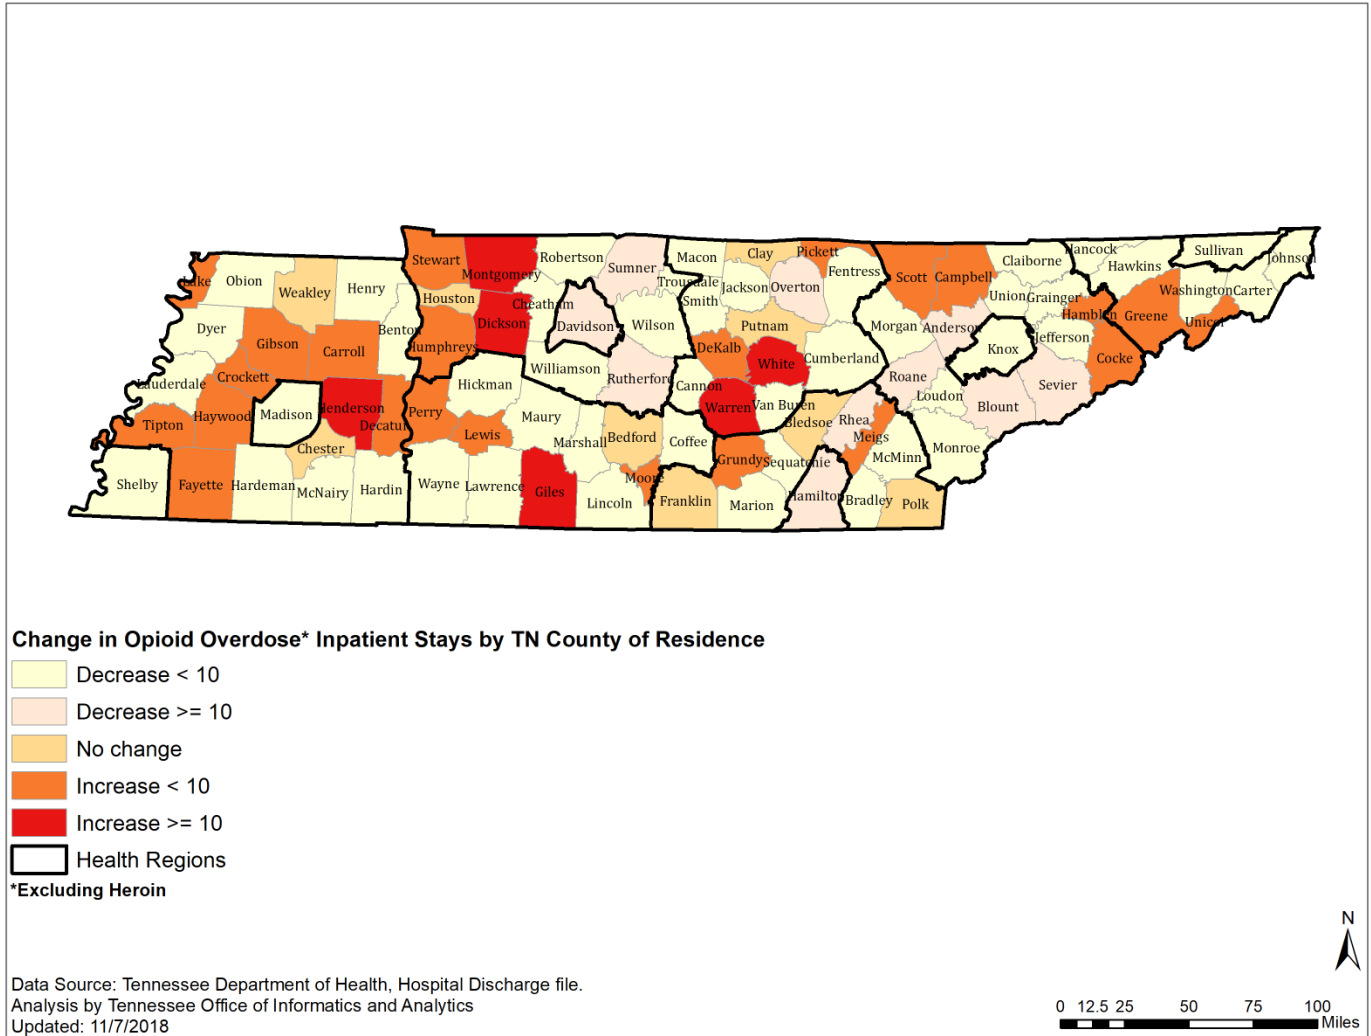 Stewart
Montgomery
Robertson
Sumner
Macon
Clay
Pickett
Scott
Campbell
Claiborne
Hancock
Hawkins
Sullivan
Johnson
Lake
Obion
Weakley
Henry
Houston
Cheatham
Trousdale
Smith
Jackson
Overton
Fentress
Union
Grainger
Washington
Carter
Dyer
Benton
Dickson
Davidson
Wilson
Putnam
Morgan
Anderson
Hamblen
Greene
Unicoi
Gibson
Carroll
Humphreys
DeKalb
White
Cumberland
Knox
Jefferson
Cocke
Lauderdale
Crockett
Williamson
Rutherford
Cannon
Roane
Loudon
Blount
Sevier
Tipton
Haywood
Madison
Henderson
Decatur
Perry
Hickman
Maury
Warren
Van Buren
Bledsoe
Rhea
Meigs
Chester
Lewis
Marshall
Bedford
Coffee
Grundy
Sequatchie
McMinn
Monroe
Shelby
Fayette
Hardeman
McNairy
Hardin
Wayne
Lawrence
Giles
Lincoln
Moore
Franklin
Marion
Hamilton
Bradley
Polk
Change in Opioid Overdose* Inpatient Stays by TN County of Residence
Decrease < 10
Decrease >= 10
No change
Increase < 10
Increase >= 10
Health Regions
*Excluding Heroin
N
Data Source: Tennessee Department of Health, Hospital Discharge file.
Analysis by Tennessee Office of Informatics and Analytics
Updated: 11/7/2018
0 12.5 25 50 75 100
Miles